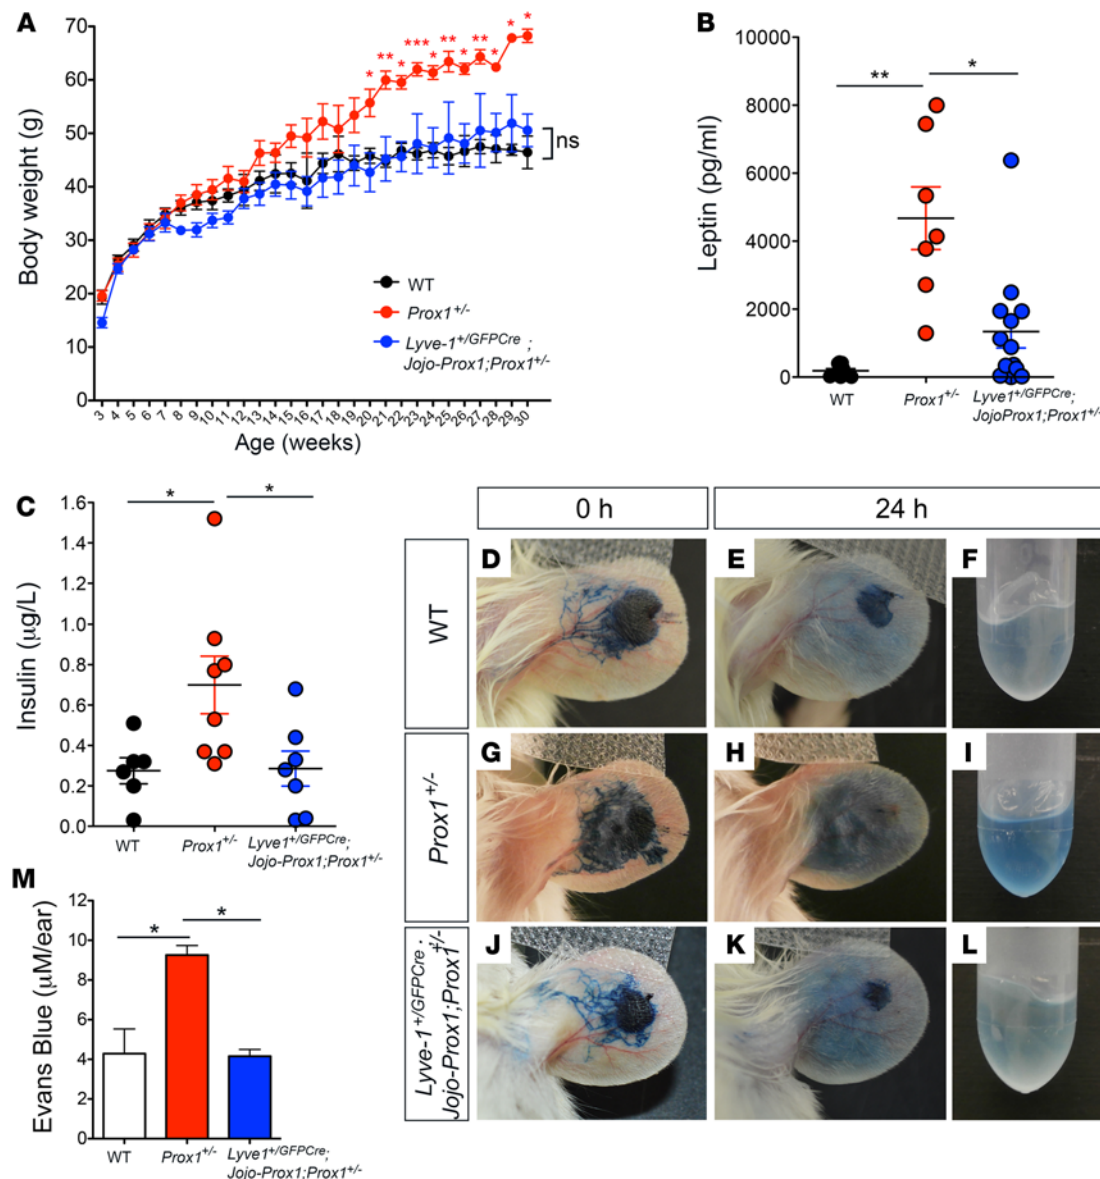 A
Body weight (g)
70
60
50
40
30
20
10
0
* ** * *** * ** * ** * * *
ns
WT
Prox1+/-
Lyve-1+/GFPCre ;
Jojo-Prox1;Prox1+/-
3 4 5 6 7 8 9 10 11 12 13 14 15 16 17 18 19 20 21 22 23 24 25 26 27 28 29 30
Age (weeks)
B
Leptin (pg/ml)
10000
8000
6000
4000
2000
0
** *
WT Prox1+/- Lyve1+/GFPCre;
JojoProx1;Prox1+/-
C
Insulin (µg/L)
1.6
1.4
1.2
1.0
0.8
0.6
0.4
0.2
0.0
* *
WT Prox1+/- Lyve1+/GFPCre;
Jojo-Prox1;Prox1+/-
0 h 24 h
WT
D E F
Prox1+/-
G H I
Lyve-1+/GFPCre;
Jojo-Prox1;Prox1+/-
J K L
M
Evans Blue (µM/ear)
12
10
8
6
4
2
0
* *
WT Prox1+/- Lyve1+/GFPCre;
Jojo-Prox1;Prox1+/-